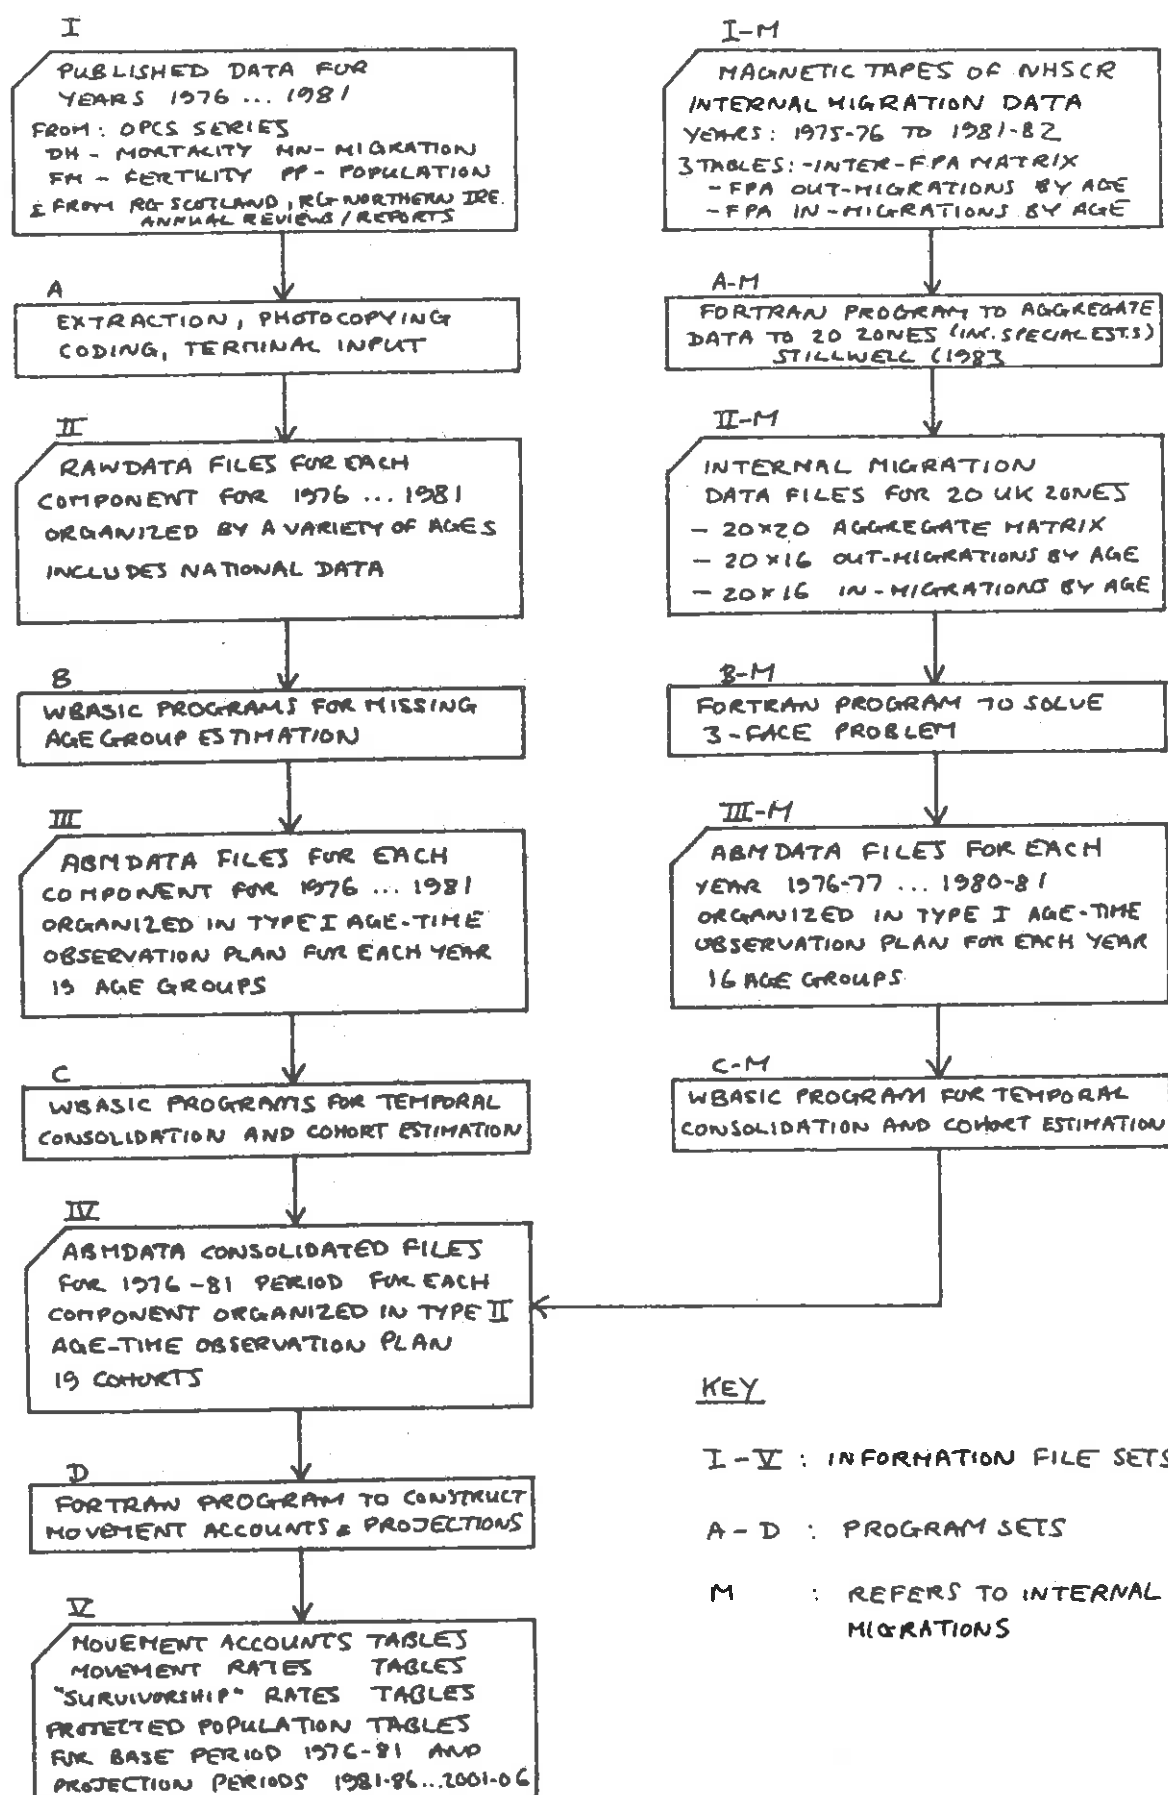 I
PUBLISHED DATA FOR
YEARS 1976 ... 1981
FROM: OPCS SERIES
DH - MORTALITY MN - MIGRATION
FM - FERTILITY PP - POPULATION
& FROM RG SCOTLAND, RG-NORTHERN IRE.
ANNUAL REVIEWS/REPORTS
A
EXTRACTION, PHOTOCOPYING
CODING, TERMINAL INPUT
II
RAWDATA FILES FOR EACH
COMPONENT FOR 1976 ... 1981
ORGANIZED BY A VARIETY OF AGES
INCLUDES NATIONAL DATA
B
WBASIC PROGRAMS FOR MISSING
AGE GROUP ESTIMATION
III
ABMDATA FILES FOR EACH
COMPONENT FOR 1976 ... 1981
ORGANIZED IN TYPE I AGE-TIME
OBSERVATION PLAN FOR EACH YEAR
19 AGE GROUPS
C
WBASIC PROGRAMS FOR TEMPORAL
CONSOLIDATION AND COHORT ESTIMATION
IV
ABMDATA CONSOLIDATED FILES
FOR 1976-81 PERIOD FOR EACH
COMPONENT ORGANIZED IN TYPE II
AGE-TIME OBSERVATION PLAN
19 COHORTS
D
FORTRAN PROGRAM TO CONSTRUCT
MOVEMENT ACCOUNTS & PROJECTIONS
V
MOVEMENT ACCOUNTS TABLES
MOVEMENT RATES TABLES
"SURVIVORSHIP" RATES TABLES
PROJECTED POPULATION TABLES
FOR BASE PERIOD 1976-81 AND
PROJECTION PERIODS 1981-86...2001-06
I-M
MAGNETIC TAPES OF NHSCR
INTERNAL MIGRATION DATA
YEARS: 1975-76 TO 1981-82
3 TABLES: -INTER-FPA MATRIX
- FPA OUT-MIGRATIONS BY AGE
- FPA IN-MIGRATIONS BY AGE
A-M
FORTRAN PROGRAM TO AGGREGATE
DATA TO 20 ZONES (INC. SPECIAL ESTS)
STILLWELL (1983
II-M
INTERNAL MIGRATION
DATA FILES FOR 20 UK ZONES
- 20×20 AGGREGATE MATRIX
- 20×16 OUT-MIGRATIONS BY AGE
- 20×16 IN-MIGRATIONS BY AGE
B-M
FORTRAN PROGRAM TO SOLVE
3-FACE PROBLEM
III-M
ABMDATA FILES FOR EACH
YEAR 1976-77 ... 1980-81
ORGANIZED IN TYPE I AGE-TIME
OBSERVATION PLAN FOR EACH YEAR
16 AGE GROUPS
C-M
WBASIC PROGRAM FOR TEMPORAL
CONSOLIDATION AND COHORT ESTIMATION
KEY
I-V : INFORMATION FILE SETS
A-D : PROGRAM SETS
M : REFERS TO INTERNAL
MIGRATIONS